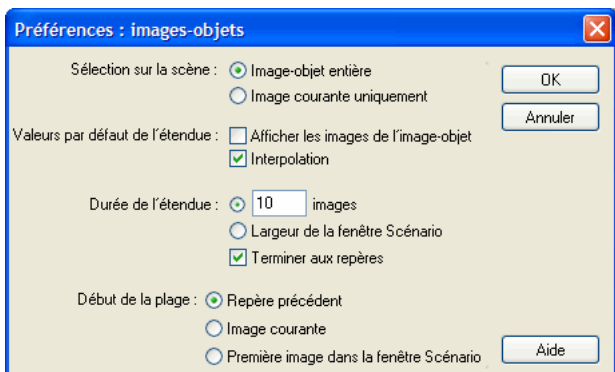 Préférences : images-objets
Sélection sur la scène : Image-objet entière
Image courante uniquement
OK
Annuler
Valeurs par défaut de l'étendue : Afficher les images de l'image-objet
Interpolation
Durée de l'étendue : 10 images
Largeur de la fenêtre Scénario
Terminer aux repères
Début de la plage : Repère précédent
Image courante
Première image dans la fenêtre Scénario
Aide